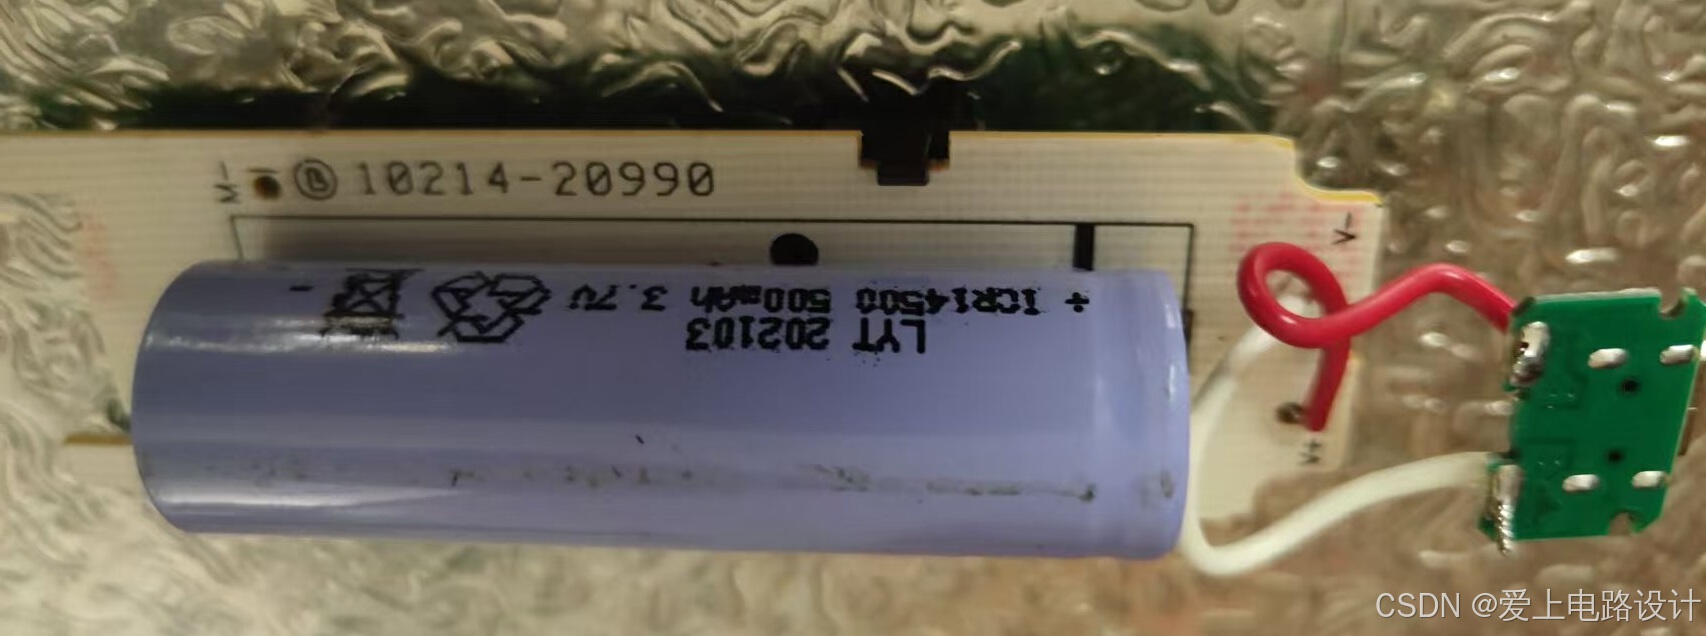 M-
Ⓑ 10214-20990
V-
+ ICR14500 500mAh 3.7V -
LYT 202103
V+
CSDN @爱上电路设计